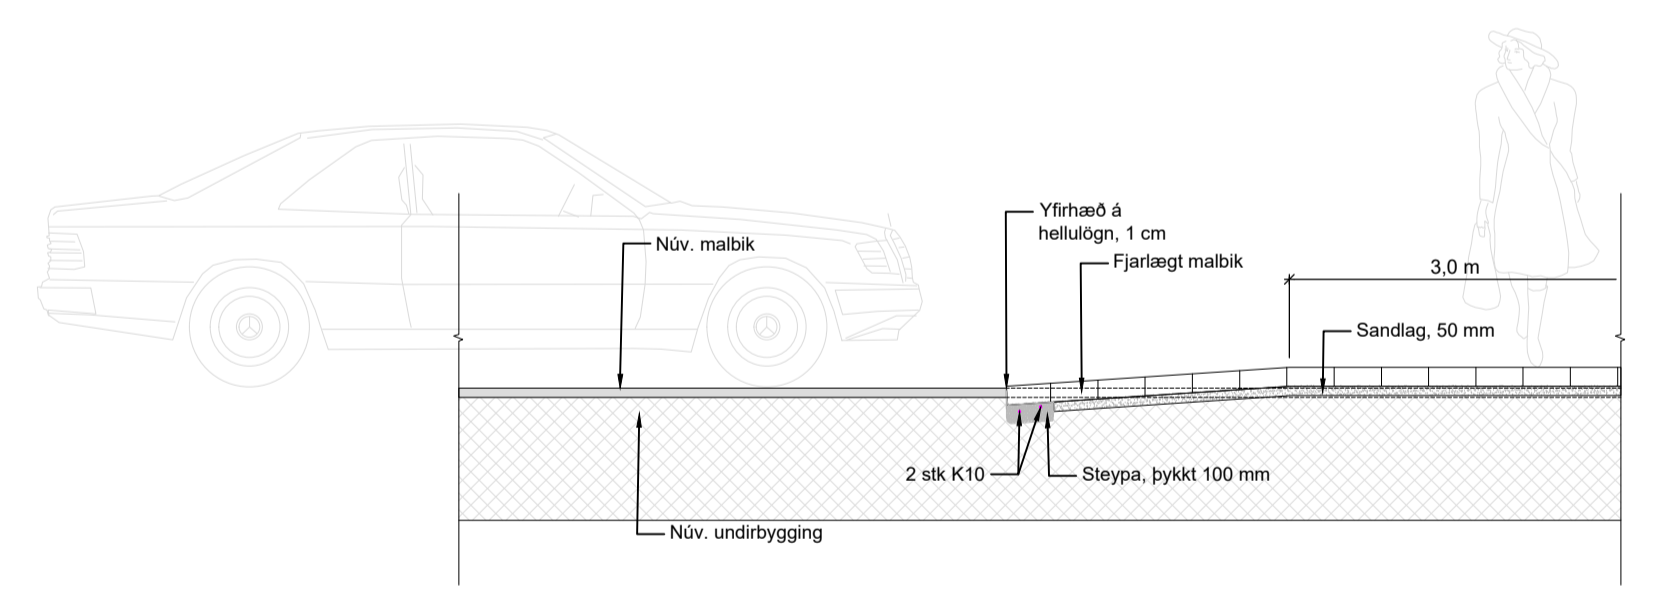 Yfirhæð á
hellulögn, 1 cm
Núv. malbik
Fjarlægt malbik
3,0 m
Sandlag, 50 mm
2 stk K10
Steypa, þykkt 100 mm
Núv. undirbygging